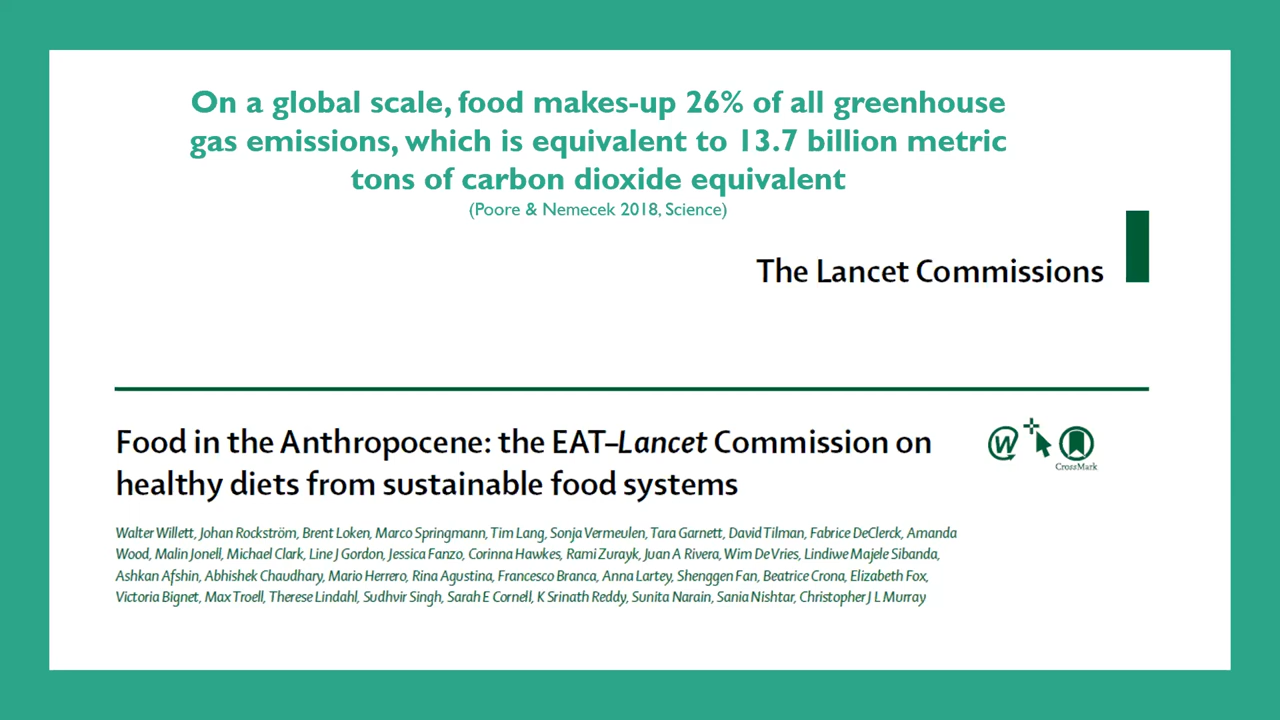 On a global scale, food makes-up 26% of all greenhouse
gas emissions, which is equivalent to 13.7 billion metric
tons of carbon dioxide equivalent
(Poore & Nemecek 2018, Science)
The Lancet Commissions
Food in the Anthropocene: the EAT–Lancet Commission on
healthy diets from sustainable food systems
W
CrossMark
Walter Willett, Johan Rockström, Brent Loken, Marco Springmann, Tim Lang, Sonja Vermeulen, Tara Garnett, David Tilman, Fabrice DeClerck, Amanda
Wood, Malin Jonell, Michael Clark, Line J Gordon, Jessica Fanzo, Corinna Hawkes, Rami Zurayk, Juan A Rivera, Wim De Vries, Lindiwe Majele Sibanda,
Ashkan Afshin, Abhishek Chaudhary, Mario Herrero, Rina Agustina, Francesco Branca, Anna Lartey, Shenggen Fan, Beatrice Crona, Elizabeth Fox,
Victoria Bignet, Max Troell, Therese Lindahl, Sudhvir Singh, Sarah E Cornell, K Srinath Reddy, Sunita Narain, Sania Nishtar, Christopher J L Murray